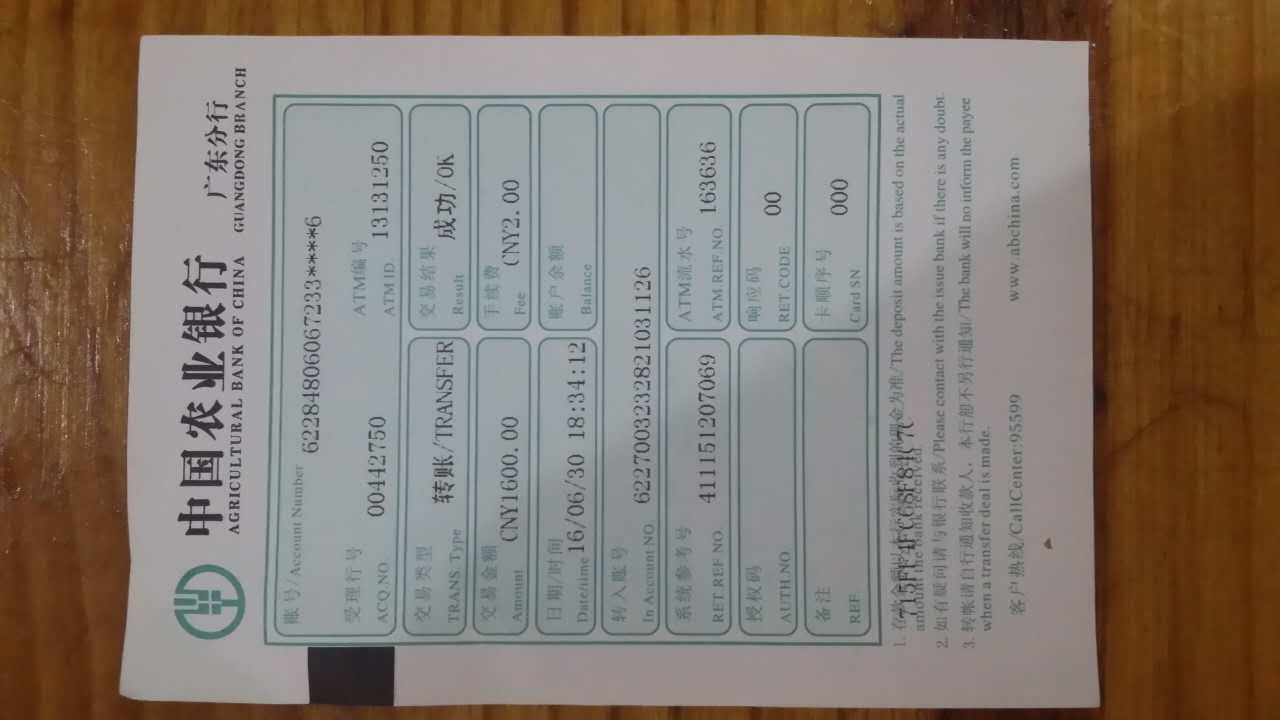 中国农业银行 广东分行
AGRICULTURAL BANK OF CHINA GUANGDONG BRANCH
账号/Account Number
6228480606067233****6
受理行号 ATM编号
ACQ.NO 00442750 ATM ID. 13131250
交易类型 交易结果
TRANS. Type 转账/TRANSFER Result 成功/OK
交易金额 手续费
Amount CNY1600.00 Fee CNY2.00
日期/时间 账户余额
Date/time 16/06/30 18:34:12 Balance
转入账号
In Account NO 6227003232821031126
系统参考号 ATM流水号
RET.REF NO 411151207069 ATM.REF.NO 163636
授权码 响应码
AUTH.NO RET CODE 00
备注 卡顺序号
REF. Card SN 000
1. 存款金额以本行实际收到的现金为准/The deposit amount is based on the actual
amount the bank received.
2. 如有疑问请与银行联系/Please contact with the issue bank if there is any doubt.
3. 转帐请自行通知收款人，本行恕不另行通知/The bank will no inform the payee
when a transfer deal is made.
客户热线/CallCenter:95599 www.abchina.com